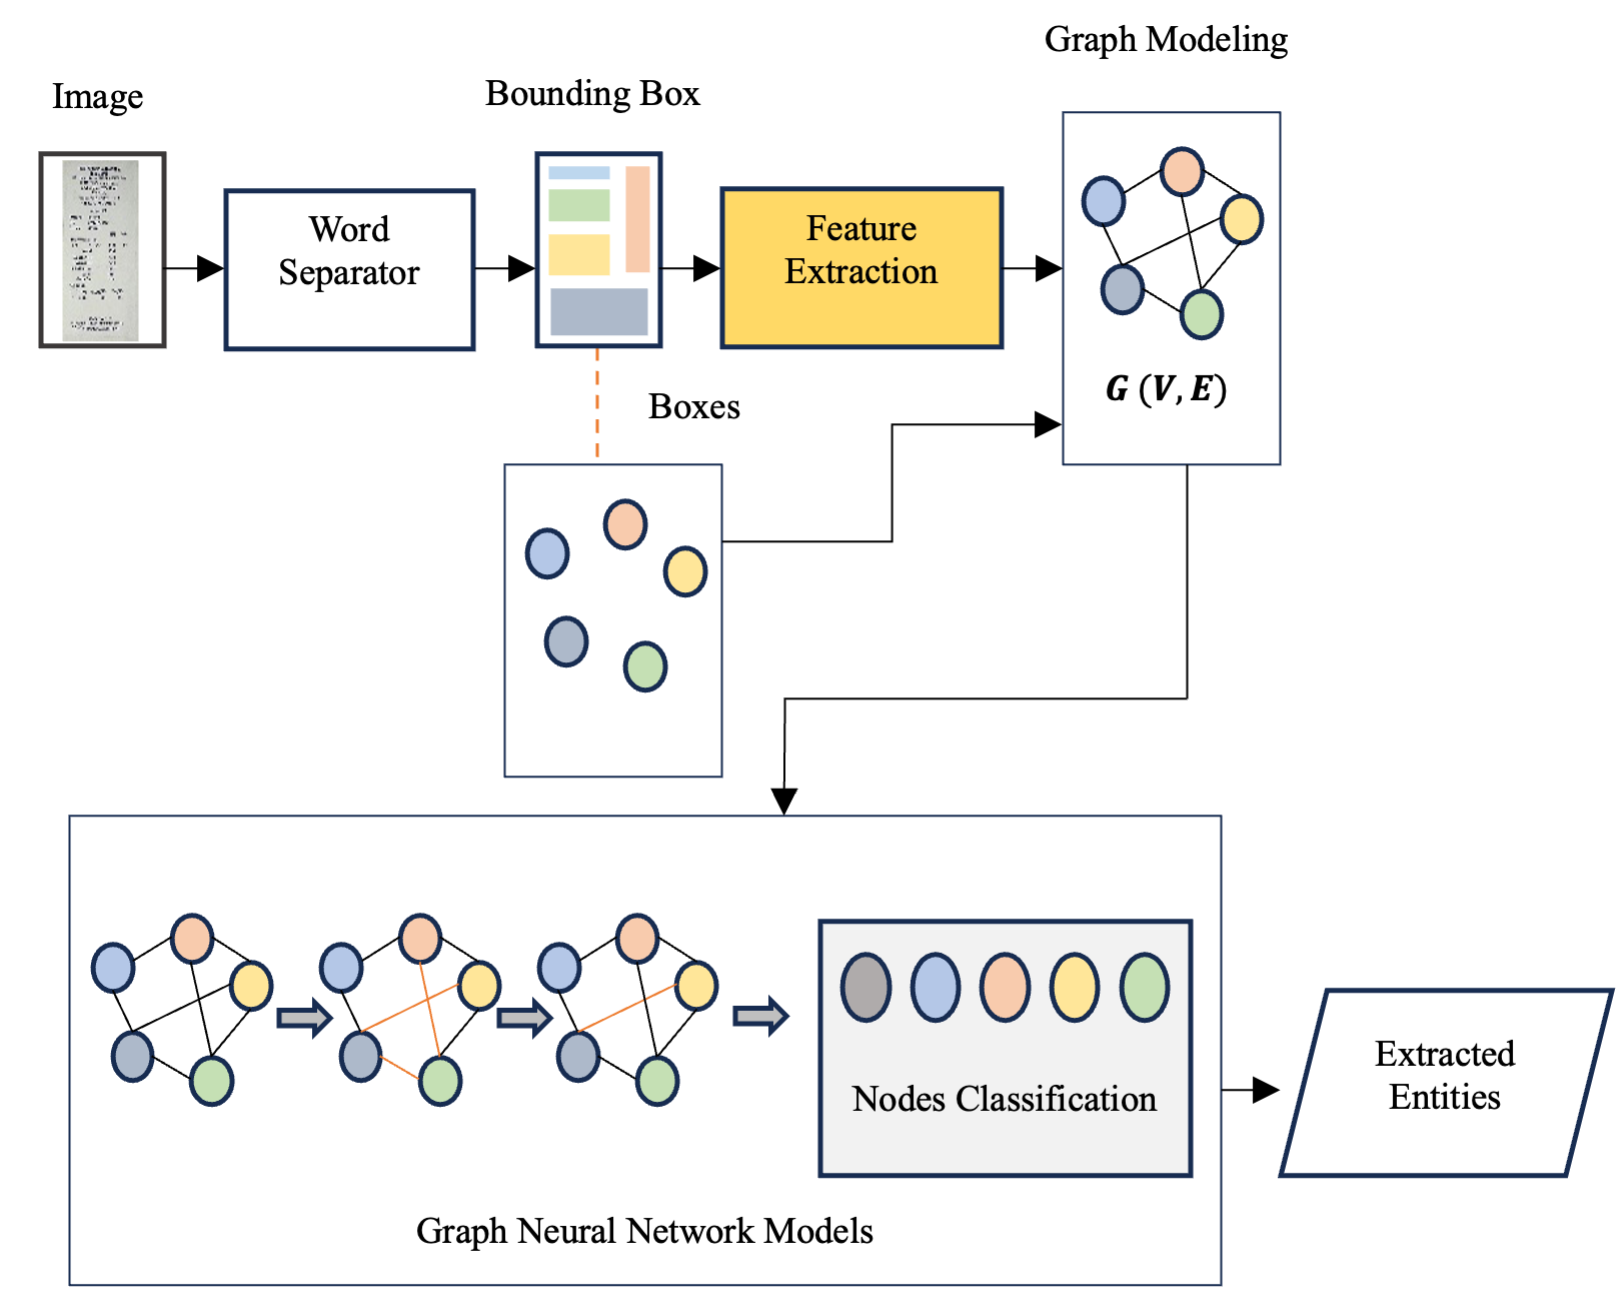 Image
Bounding Box
Graph Modeling
Word
Separator
Feature
Extraction
G (V, E)
Boxes
Nodes Classification
Extracted
Entities
Graph Neural Network Models